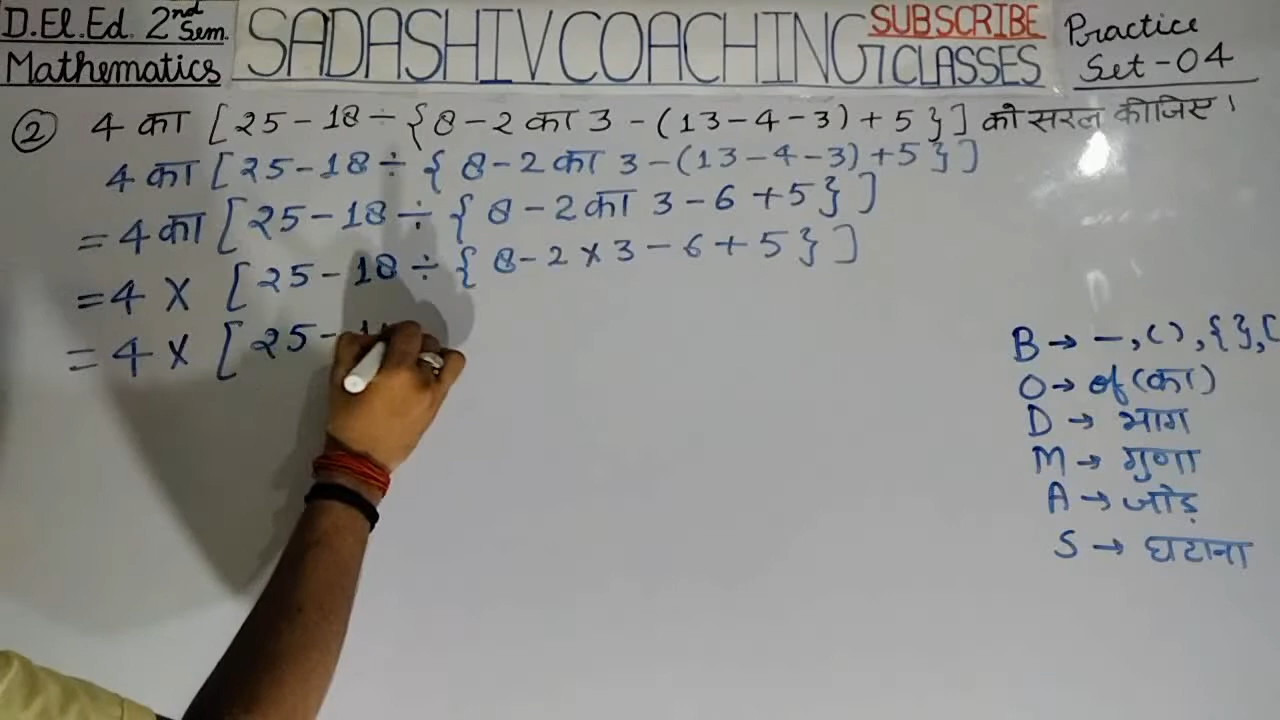 D.El.Ed. 2nd Sem.
Mathematics
SADASHIV COACHING CLASSES
SUBSCRIBE
Practice
Set-04
② 4 का [25-18÷{8-2 का 3-(13-4-3)+5}] को सरल कीजिए।
4 का [25-18÷{8-2 का 3-(13-4-3)+5}]
=4 का [25-18÷{8-2 का 3-6+5}]
=4×[25-18÷{8-2×3-6+5}]
=4×[25-
B→ —,(),{},[
O→ of (का)
D→ भाग
M→ गुणा
A→ जोड़
S→ घटाना